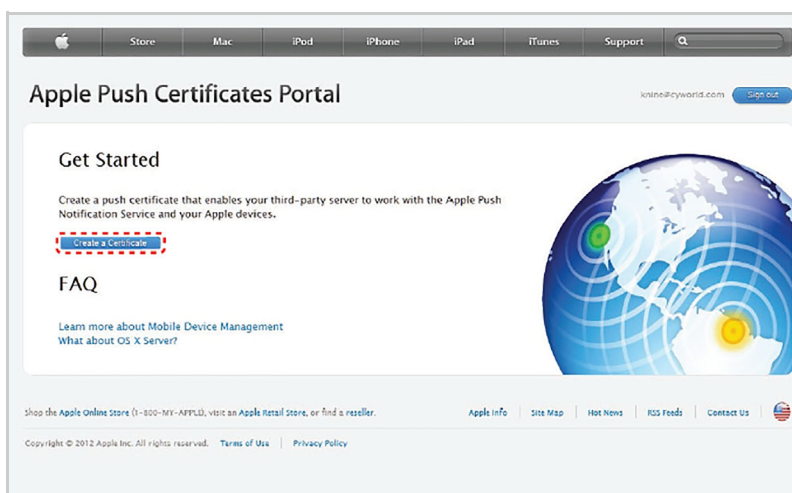 Store Mac iPod iPhone iPad iTunes Support
Apple Push Certificates Portal
knine@cyworld.com Sign out
Get Started
Create a push certificate that enables your third-party server to work with the Apple Push
Notification Service and your Apple devices.
Create a Certificate
FAQ
Learn more about Mobile Device Management
What about OS X Server?
Shop the Apple Online Store (1-800-MY-APPLE), visit an Apple Retail Store, or find a reseller.
Apple Info Site Map Hot News RSS Feeds Contact Us
Copyright © 2012 Apple Inc. All rights reserved. Terms of Use Privacy Policy